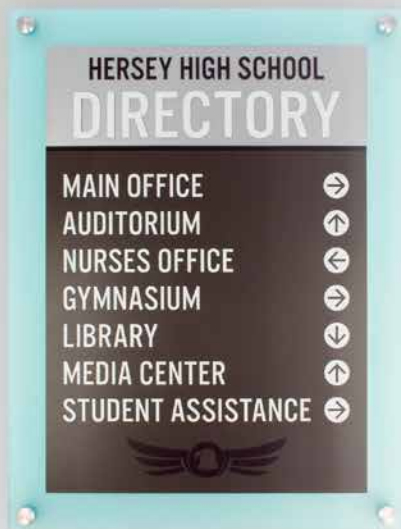 HERSEY HIGH SCHOOL
DIRECTORY
MAIN OFFICE →
AUDITORIUM ↑
NURSES OFFICE ←
GYMNASIUM →
LIBRARY ↓
MEDIA CENTER ↑
STUDENT ASSISTANCE →